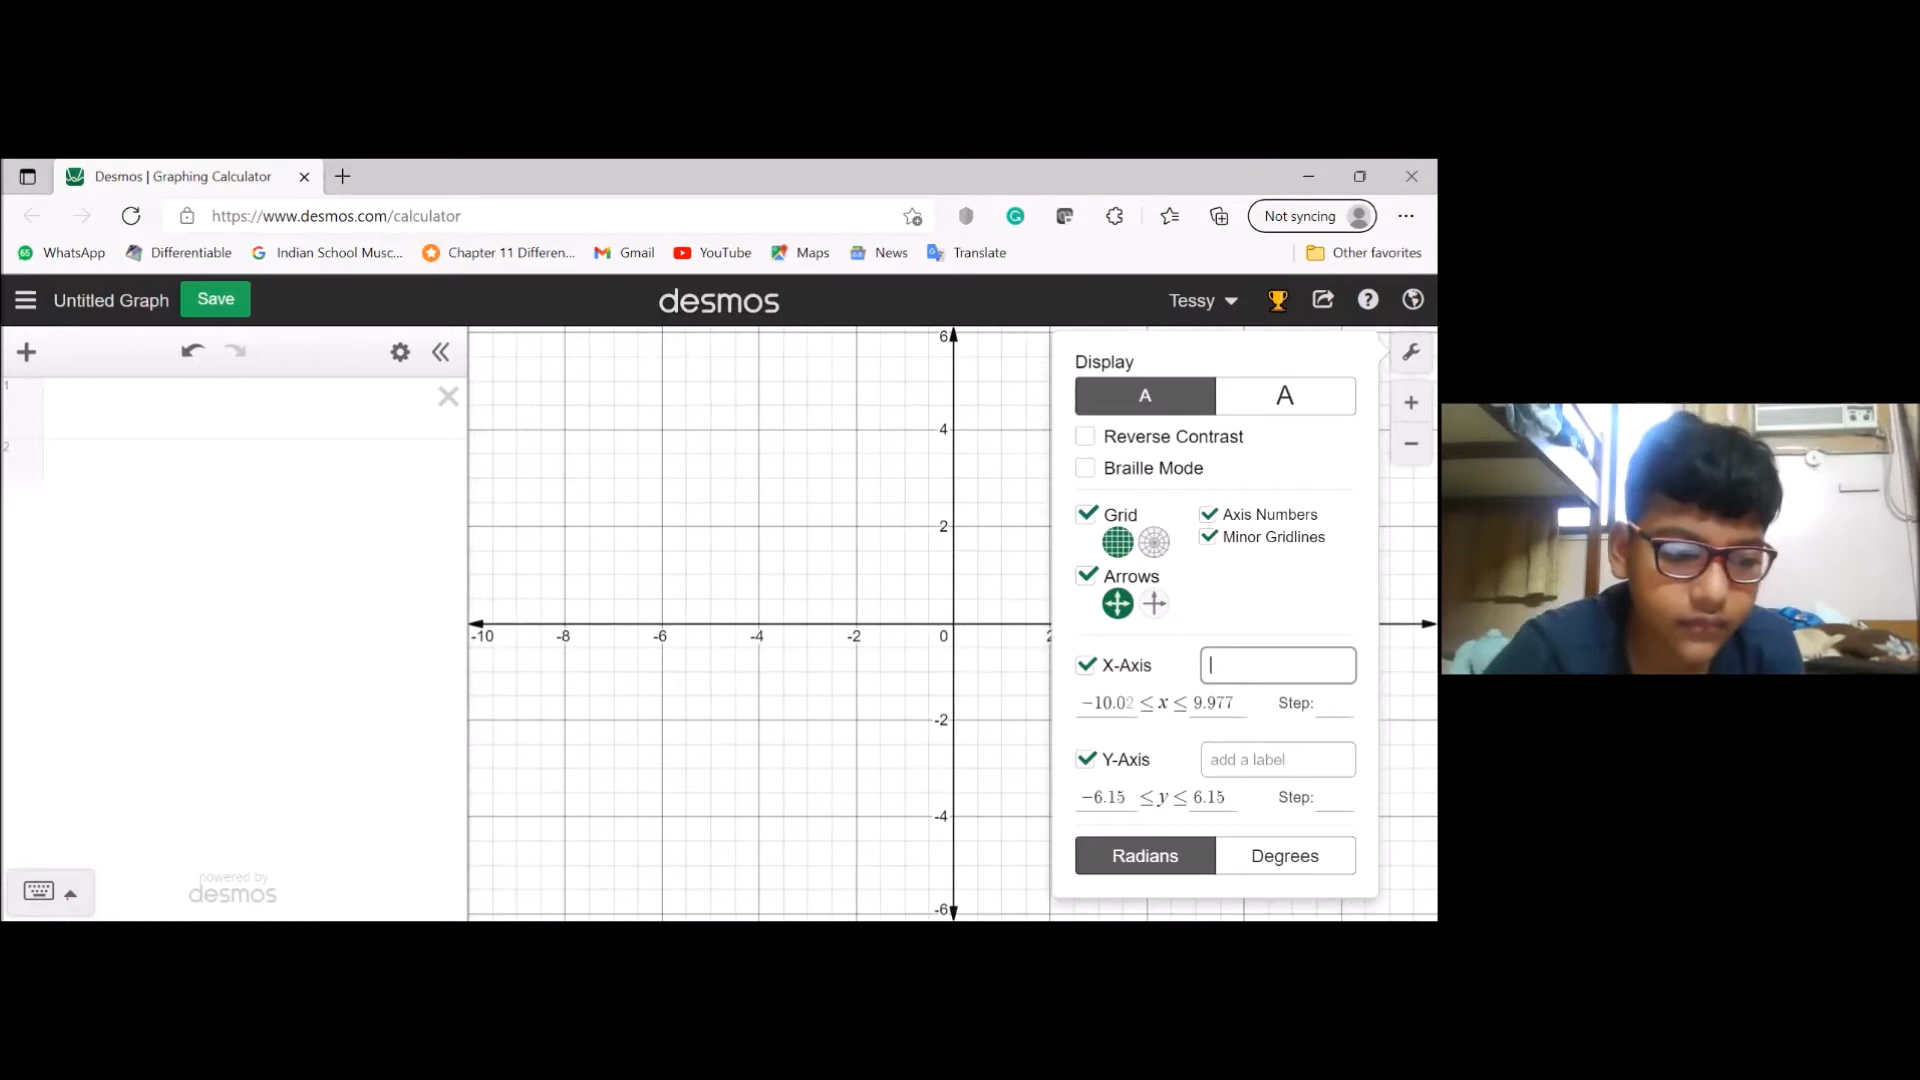 Desmos | Graphing Calculator
https://www.desmos.com/calculator
Not syncing
WhatsApp Differentiable Indian School Musc... Chapter 11 Differen... Gmail YouTube Maps News Translate Other favorites
Untitled Graph Save desmos Tessy
1
2
powered by
desmos
6
4
2
-10 -8 -6 -4 -2 0 2
-2
-4
-6
Display
A A
Reverse Contrast
Braille Mode
Grid Axis Numbers
Minor Gridlines
Arrows
X-Axis
−10.02 ≤ x ≤ 9.977 Step:
Y-Axis add a label
−6.15 ≤ y ≤ 6.15 Step:
Radians Degrees